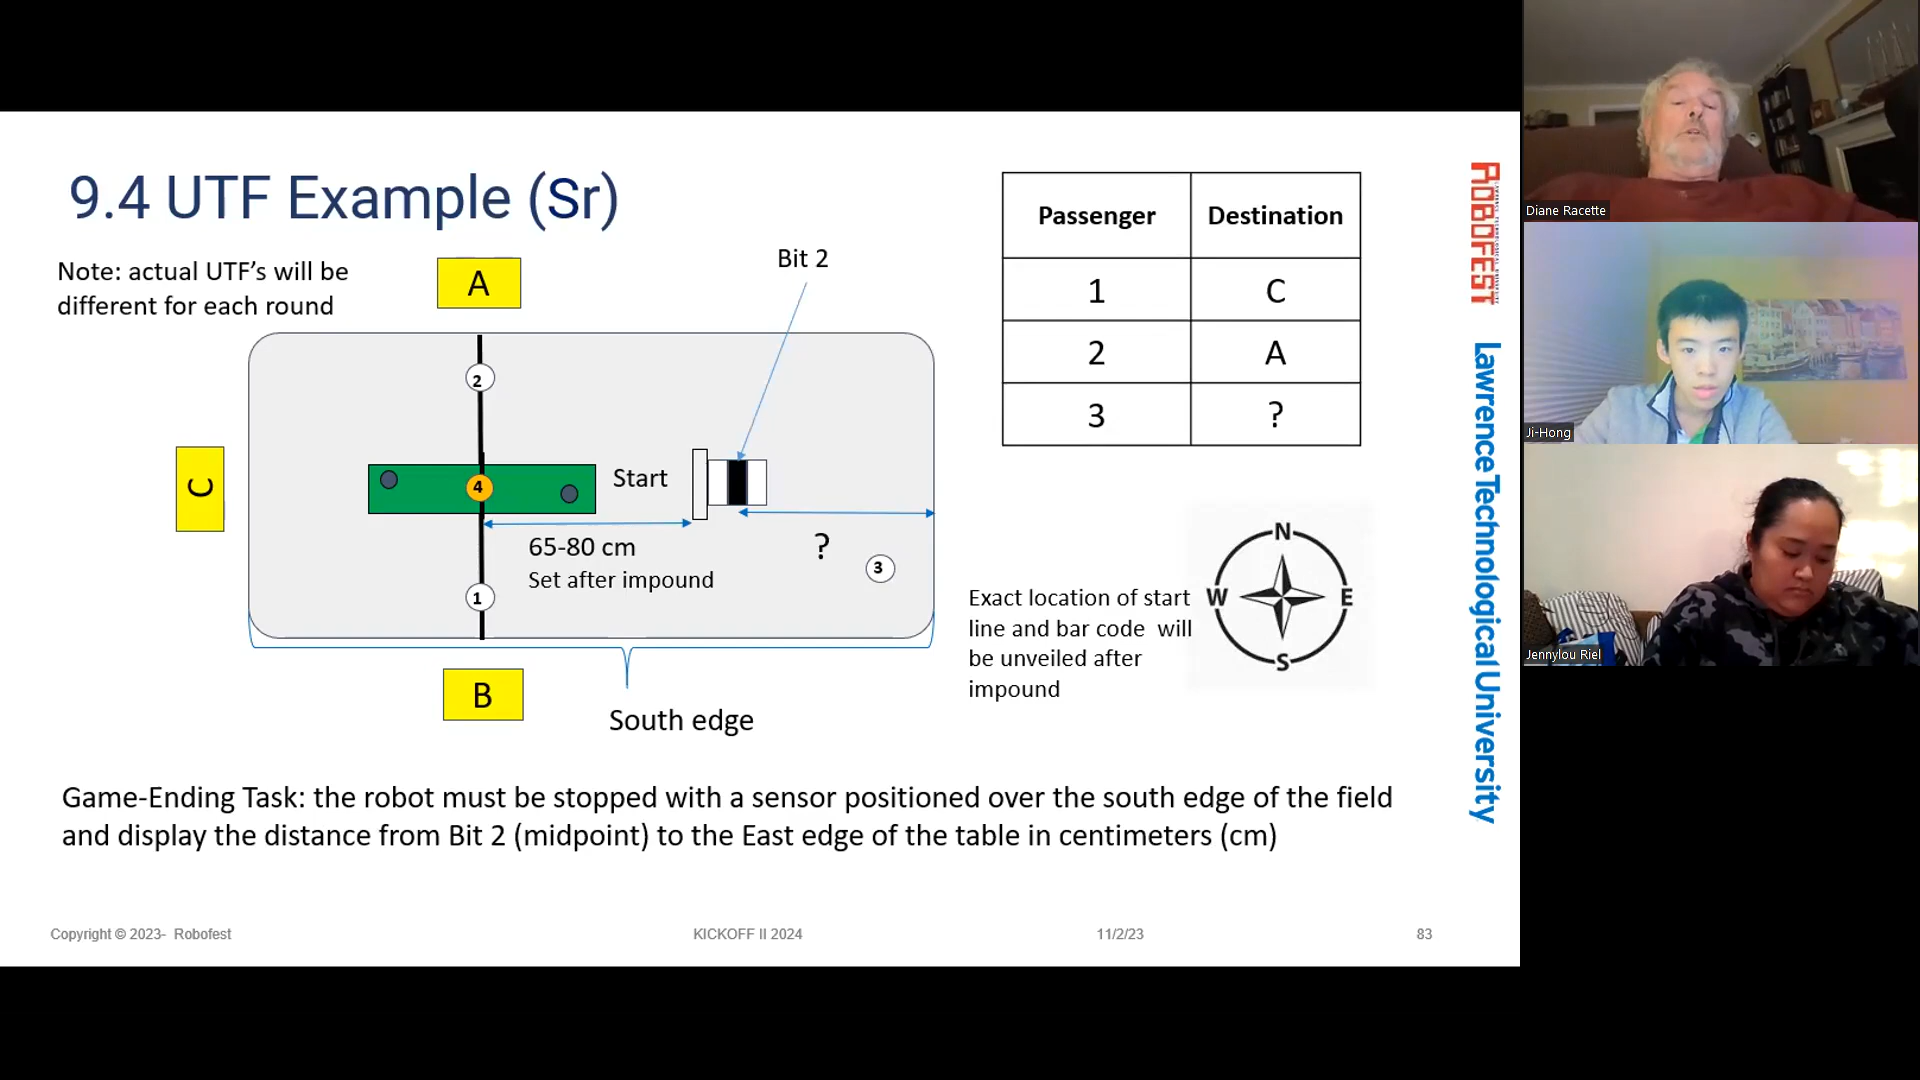 9.4 UTF Example (Sr)
Note: actual UTF's will be
different for each round
A
Bit 2
Passenger Destination
1 C
2 A
3 ?
2
C
4
Start
65-80 cm
Set after impound
?
3
1
B
South edge
Exact location of start
line and bar code will
be unveiled after
impound
N
W E
S
Game-Ending Task: the robot must be stopped with a sensor positioned over the south edge of the field
and display the distance from Bit 2 (midpoint) to the East edge of the table in centimeters (cm)
Copyright © 2023- Robofest
KICKOFF II 2024
11/2/23
83
ROBOFEST
Lawrence Technological University
Diane Racette
Ji-Hong
Jennylou Riel